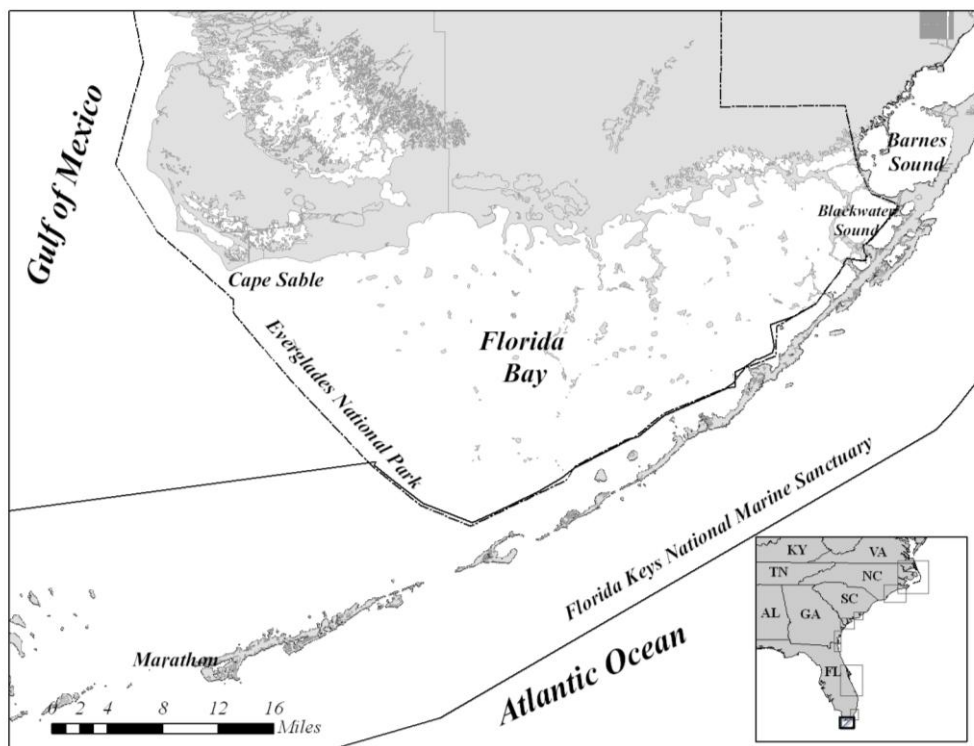 Gulf of Mexico
Barnes
Sound
Blackwater
Sound
Cape Sable
Everglades National Park
Florida
Bay
Florida Keys National Marine Sanctuary
Atlantic Ocean
Marathon
0 2 4 8 12 16
Miles
KY VA
TN NC
SC
AL GA
FL